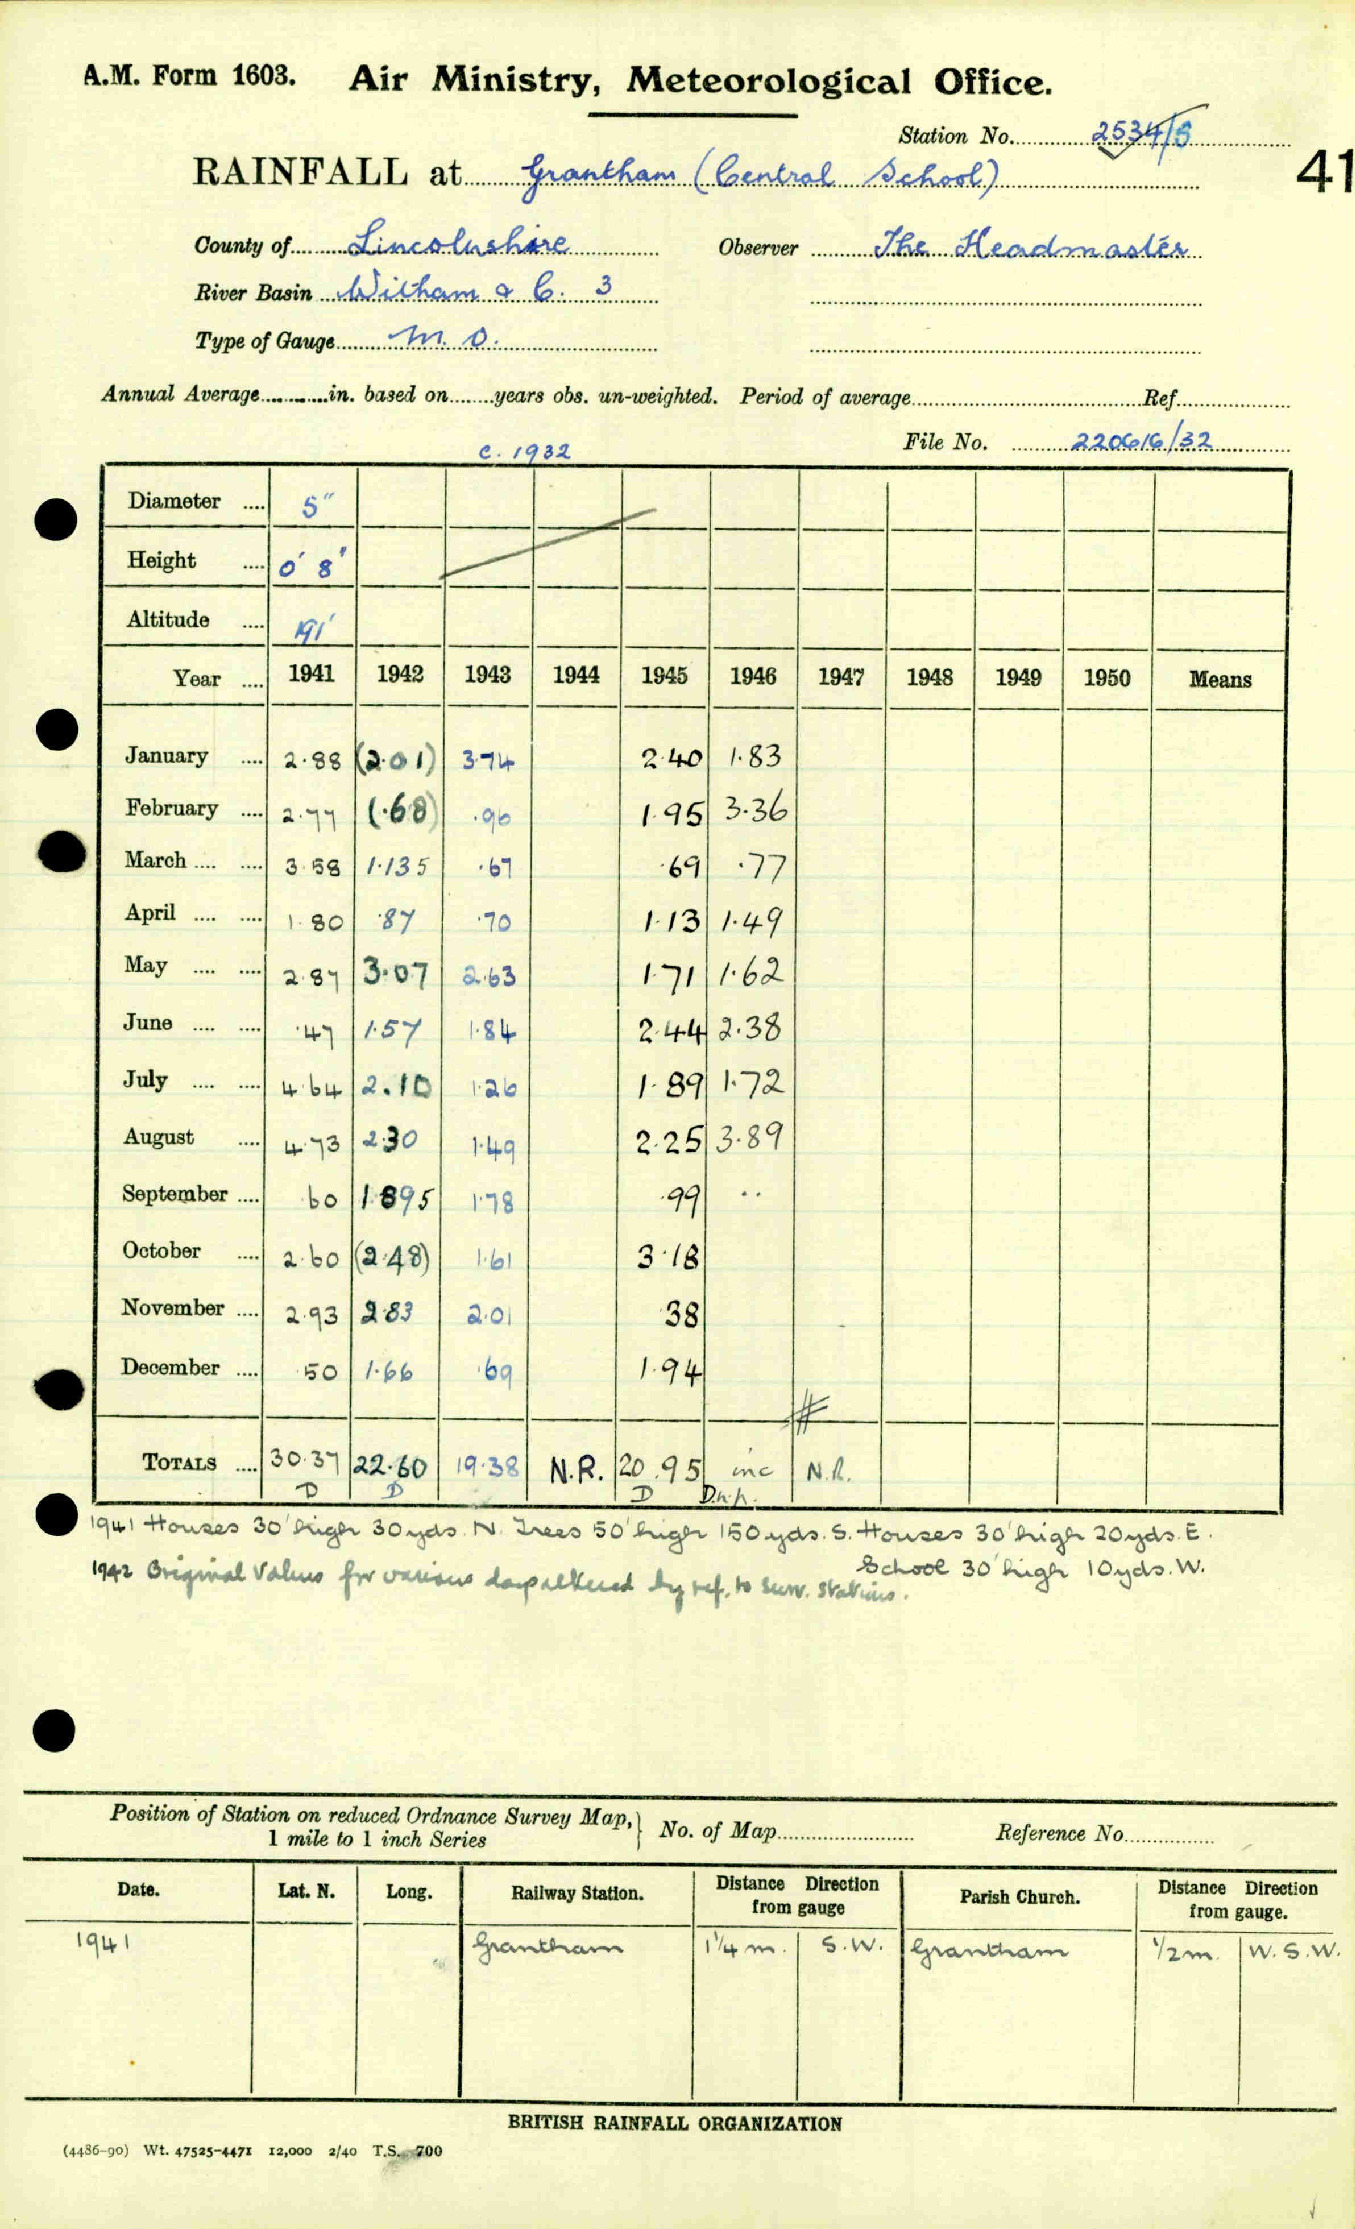 A.M. Form 1603. Air Ministry, Meteorological Office.
Station No. 2534/5
41
RAINFALL at Grantham (Central School)
County of Lincolnshire Observer The Headmaster
River Basin Witham & C. 3
Type of Gauge M. O.
Annual Average in. based on years obs. un-weighted. Period of average Ref
File No. 220616/32
c. 1932
Diameter 5"
Height 0' 8"
Altitude 191'
Year 1941 1942 1943 1944 1945 1946 1947 1948 1949 1950 Means
January 2.88 (2.01) 3.74 2.40 1.83
February 2.77 (.68) .96 1.95 3.36
March 3.58 1.135 .67 .69 .77
April 1.80 .87 .70 1.13 1.49
May 2.87 3.07 2.63 1.71 1.62
June .47 1.57 1.84 2.44 2.38
July 4.64 2.10 1.26 1.89 1.72
August 4.73 2.30 1.49 2.25 3.89
September .60 1.895 1.78 .99 ..
October 2.60 (2.48) 1.61 3.18
November 2.93 2.83 2.01 .38
December .50 1.66 .69 1.94
TOTALS 30.37 22.60 19.38 N.R. 20.95 inc N.R.
D D D D.n.p.
1941 Houses 30' high 30yds. N. Trees 50' high 150yds. S. Houses 30' high 20yds. E.
School 30' high 10yds. W.
1942 Original values for various days altered by ref. to surr. stations.
Position of Station on reduced Ordnance Survey Map, } No. of Map Reference No
1 mile to 1 inch Series
Date. Lat. N. Long. Railway Station. Distance Direction from gauge Parish Church. Distance Direction from gauge.
1941 Grantham 1¼ m. S.W. Grantham ½ m. W.S.W.
BRITISH RAINFALL ORGANIZATION
(4486-90) Wt. 47525-4471 12,000 2/40 T.S. 700